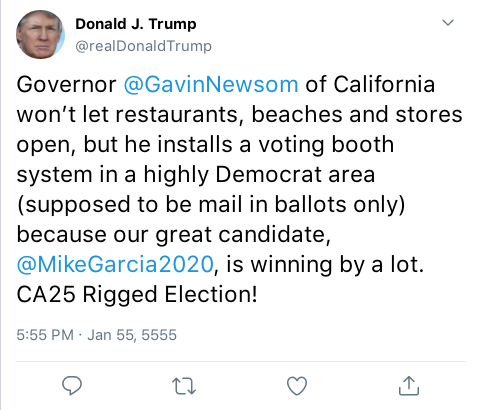 Donald J. Trump
@realDonaldTrump
Governor @GavinNewsom of California
won’t let restaurants, beaches and stores
open, but he installs a voting booth
system in a highly Democrat area
(supposed to be mail in ballots only)
because our great candidate,
@MikeGarcia2020, is winning by a lot.
CA25 Rigged Election!
5:55 PM · Jan 55, 5555